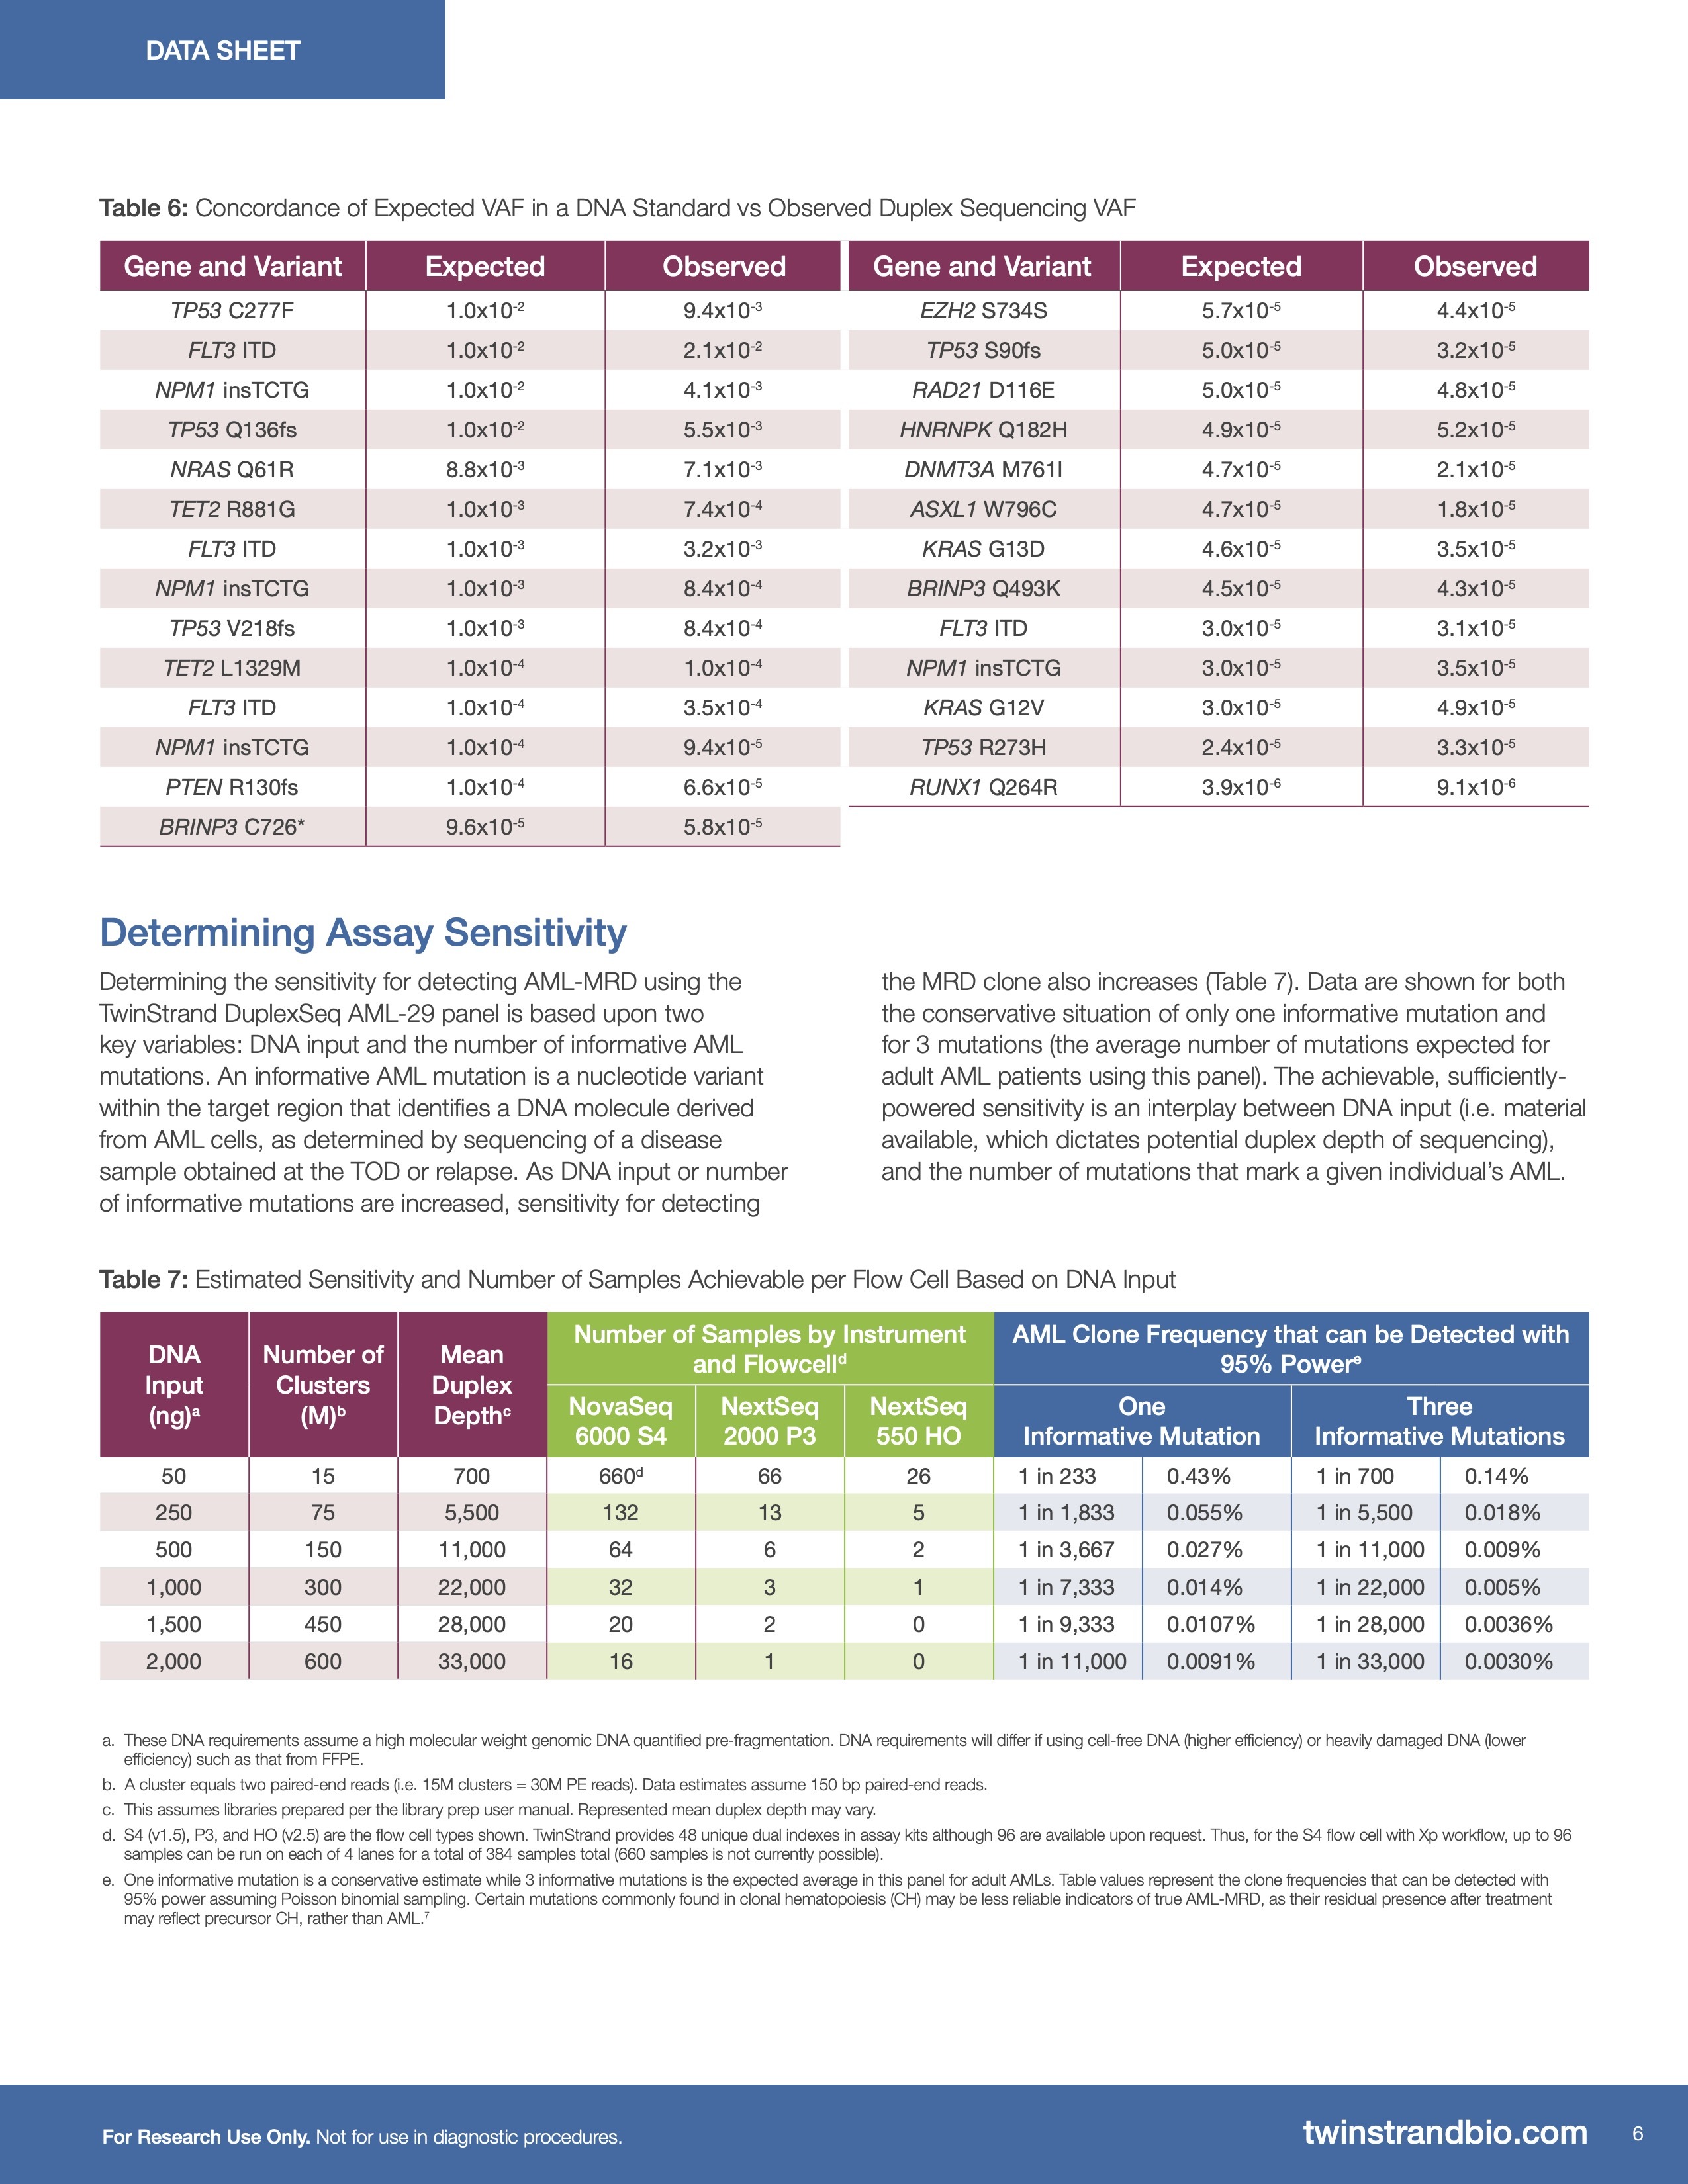 DATA SHEET
Table 6: Concordance of Expected VAF in a DNA Standard vs Observed Duplex Sequencing VAF
Gene and Variant Expected Observed
TP53 C277F 1.0x10-2 9.4x10-3
FLT3 ITD 1.0x10-2 2.1x10-2
NPM1 insTCTG 1.0x10-2 4.1x10-3
TP53 Q136fs 1.0x10-2 5.5x10-3
NRAS Q61R 8.8x10-3 7.1x10-3
TET2 R881G 1.0x10-3 7.4x10-4
FLT3 ITD 1.0x10-3 3.2x10-3
NPM1 insTCTG 1.0x10-3 8.4x10-4
TP53 V218fs 1.0x10-3 8.4x10-4
TET2 L1329M 1.0x10-4 1.0x10-4
FLT3 ITD 1.0x10-4 3.5x10-4
NPM1 insTCTG 1.0x10-4 9.4x10-5
PTEN R130fs 1.0x10-4 6.6x10-5
BRINP3 C726* 9.6x10-5 5.8x10-5
Gene and Variant Expected Observed
EZH2 S734S 5.7x10-5 4.4x10-5
TP53 S90fs 5.0x10-5 3.2x10-5
RAD21 D116E 5.0x10-5 4.8x10-5
HNRNPK Q182H 4.9x10-5 5.2x10-5
DNMT3A M761I 4.7x10-5 2.1x10-5
ASXL1 W796C 4.7x10-5 1.8x10-5
KRAS G13D 4.6x10-5 3.5x10-5
BRINP3 Q493K 4.5x10-5 4.3x10-5
FLT3 ITD 3.0x10-5 3.1x10-5
NPM1 insTCTG 3.0x10-5 3.5x10-5
KRAS G12V 3.0x10-5 4.9x10-5
TP53 R273H 2.4x10-5 3.3x10-5
RUNX1 Q264R 3.9x10-6 9.1x10-6
Determining Assay Sensitivity
Determining the sensitivity for detecting AML-MRD using the
TwinStrand DuplexSeq AML-29 panel is based upon two
key variables: DNA input and the number of informative AML
mutations. An informative AML mutation is a nucleotide variant
within the target region that identifies a DNA molecule derived
from AML cells, as determined by sequencing of a disease
sample obtained at the TOD or relapse. As DNA input or number
of informative mutations are increased, sensitivity for detecting
the MRD clone also increases (Table 7). Data are shown for both
the conservative situation of only one informative mutation and
for 3 mutations (the average number of mutations expected for
adult AML patients using this panel). The achievable, sufficiently-
powered sensitivity is an interplay between DNA input (i.e. material
available, which dictates potential duplex depth of sequencing),
and the number of mutations that mark a given individual's AML.
Table 7: Estimated Sensitivity and Number of Samples Achievable per Flow Cell Based on DNA Input
DNA Input (ng)a Number of Clusters (M)b Mean Duplex Depthc Number of Samples by Instrument and Flowcelld AML Clone Frequency that can be Detected with 95% Powere
NovaSeq 6000 S4 NextSeq 2000 P3 NextSeq 550 HO One Informative Mutation Three Informative Mutations
50 15 700 660d 66 26 1 in 233 0.43% 1 in 700 0.14%
250 75 5,500 132 13 5 1 in 1,833 0.055% 1 in 5,500 0.018%
500 150 11,000 64 6 2 1 in 3,667 0.027% 1 in 11,000 0.009%
1,000 300 22,000 32 3 1 1 in 7,333 0.014% 1 in 22,000 0.005%
1,500 450 28,000 20 2 0 1 in 9,333 0.0107% 1 in 28,000 0.0036%
2,000 600 33,000 16 1 0 1 in 11,000 0.0091% 1 in 33,000 0.0030%
a. These DNA requirements assume a high molecular weight genomic DNA quantified pre-fragmentation. DNA requirements will differ if using cell-free DNA (higher efficiency) or heavily damaged DNA (lower
efficiency) such as that from FFPE.
b. A cluster equals two paired-end reads (i.e. 15M clusters = 30M PE reads). Data estimates assume 150 bp paired-end reads.
c. This assumes libraries prepared per the library prep user manual. Represented mean duplex depth may vary.
d. S4 (v1.5), P3, and HO (v2.5) are the flow cell types shown. TwinStrand provides 48 unique dual indexes in assay kits although 96 are available upon request. Thus, for the S4 flow cell with Xp workflow, up to 96
samples can be run on each of 4 lanes for a total of 384 samples total (660 samples is not currently possible).
e. One informative mutation is a conservative estimate while 3 informative mutations is the expected average in this panel for adult AMLs. Table values represent the clone frequencies that can be detected with
95% power assuming Poisson binomial sampling. Certain mutations commonly found in clonal hematopoiesis (CH) may be less reliable indicators of true AML-MRD, as their residual presence after treatment
may reflect precursor CH, rather than AML.7
For Research Use Only. Not for use in diagnostic procedures.
twinstrandbio.com 6